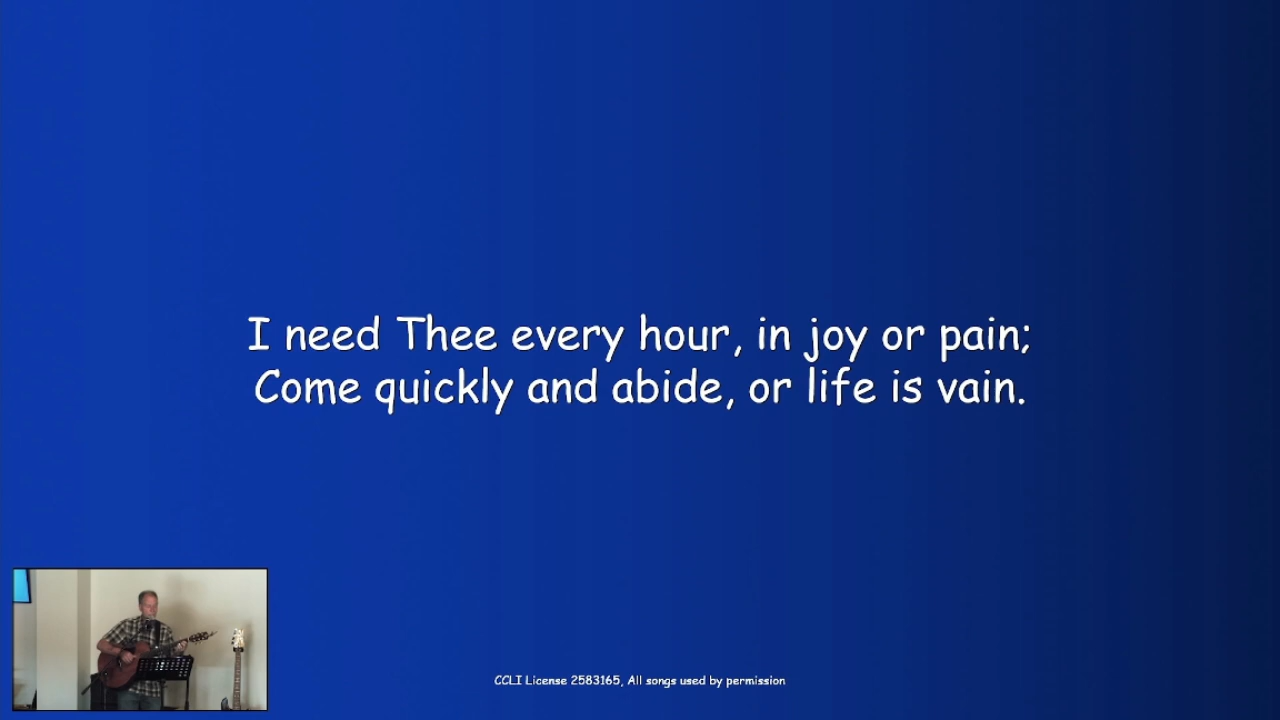 I need Thee every hour, in joy or pain;
Come quickly and abide, or life is vain.
CCLI License 2583165, All songs used by permission